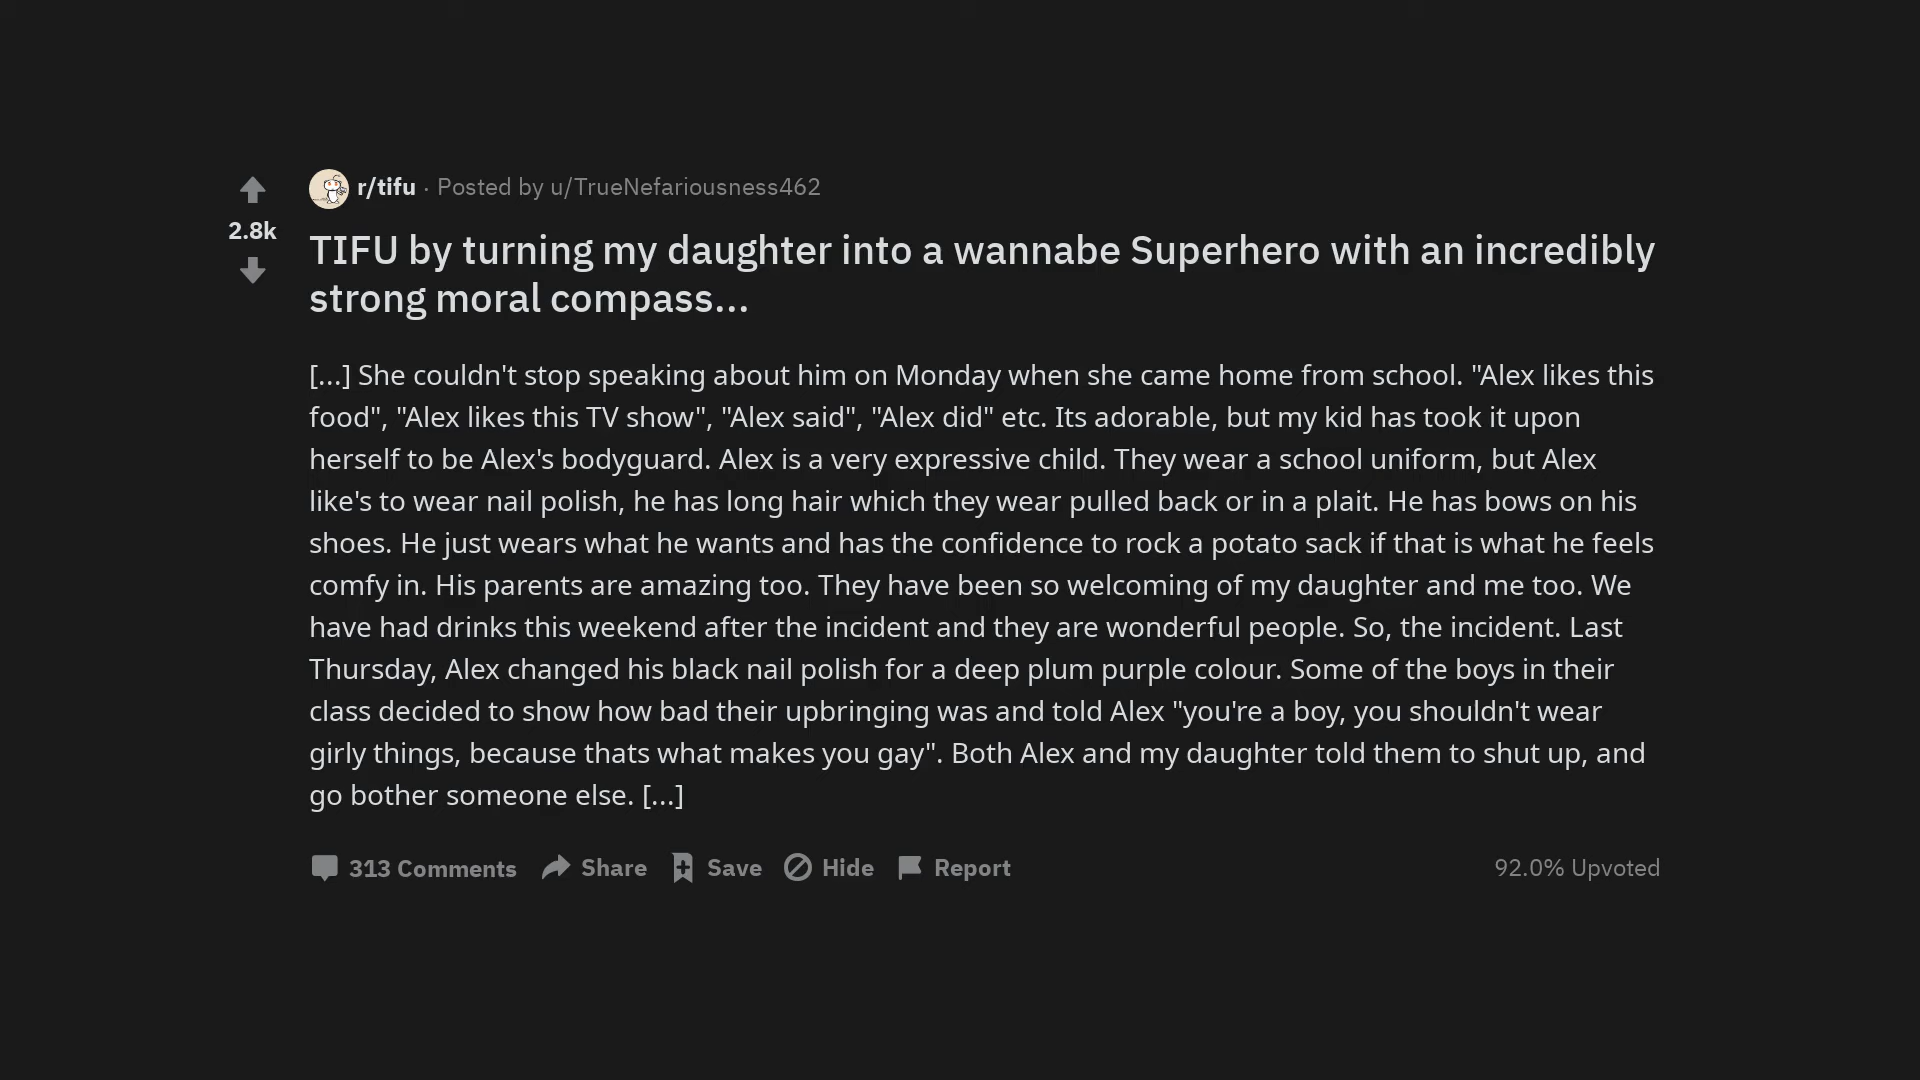 r/tifu · Posted by u/TrueNefariousness462
2.8k
TIFU by turning my daughter into a wannabe Superhero with an incredibly
strong moral compass...
[...] She couldn't stop speaking about him on Monday when she came home from school. "Alex likes this
food", "Alex likes this TV show", "Alex said", "Alex did" etc. Its adorable, but my kid has took it upon
herself to be Alex's bodyguard. Alex is a very expressive child. They wear a school uniform, but Alex
like's to wear nail polish, he has long hair which they wear pulled back or in a plait. He has bows on his
shoes. He just wears what he wants and has the confidence to rock a potato sack if that is what he feels
comfy in. His parents are amazing too. They have been so welcoming of my daughter and me too. We
have had drinks this weekend after the incident and they are wonderful people. So, the incident. Last
Thursday, Alex changed his black nail polish for a deep plum purple colour. Some of the boys in their
class decided to show how bad their upbringing was and told Alex "you're a boy, you shouldn't wear
girly things, because thats what makes you gay". Both Alex and my daughter told them to shut up, and
go bother someone else. [...]
313 Comments Share Save Hide Report 92.0% Upvoted